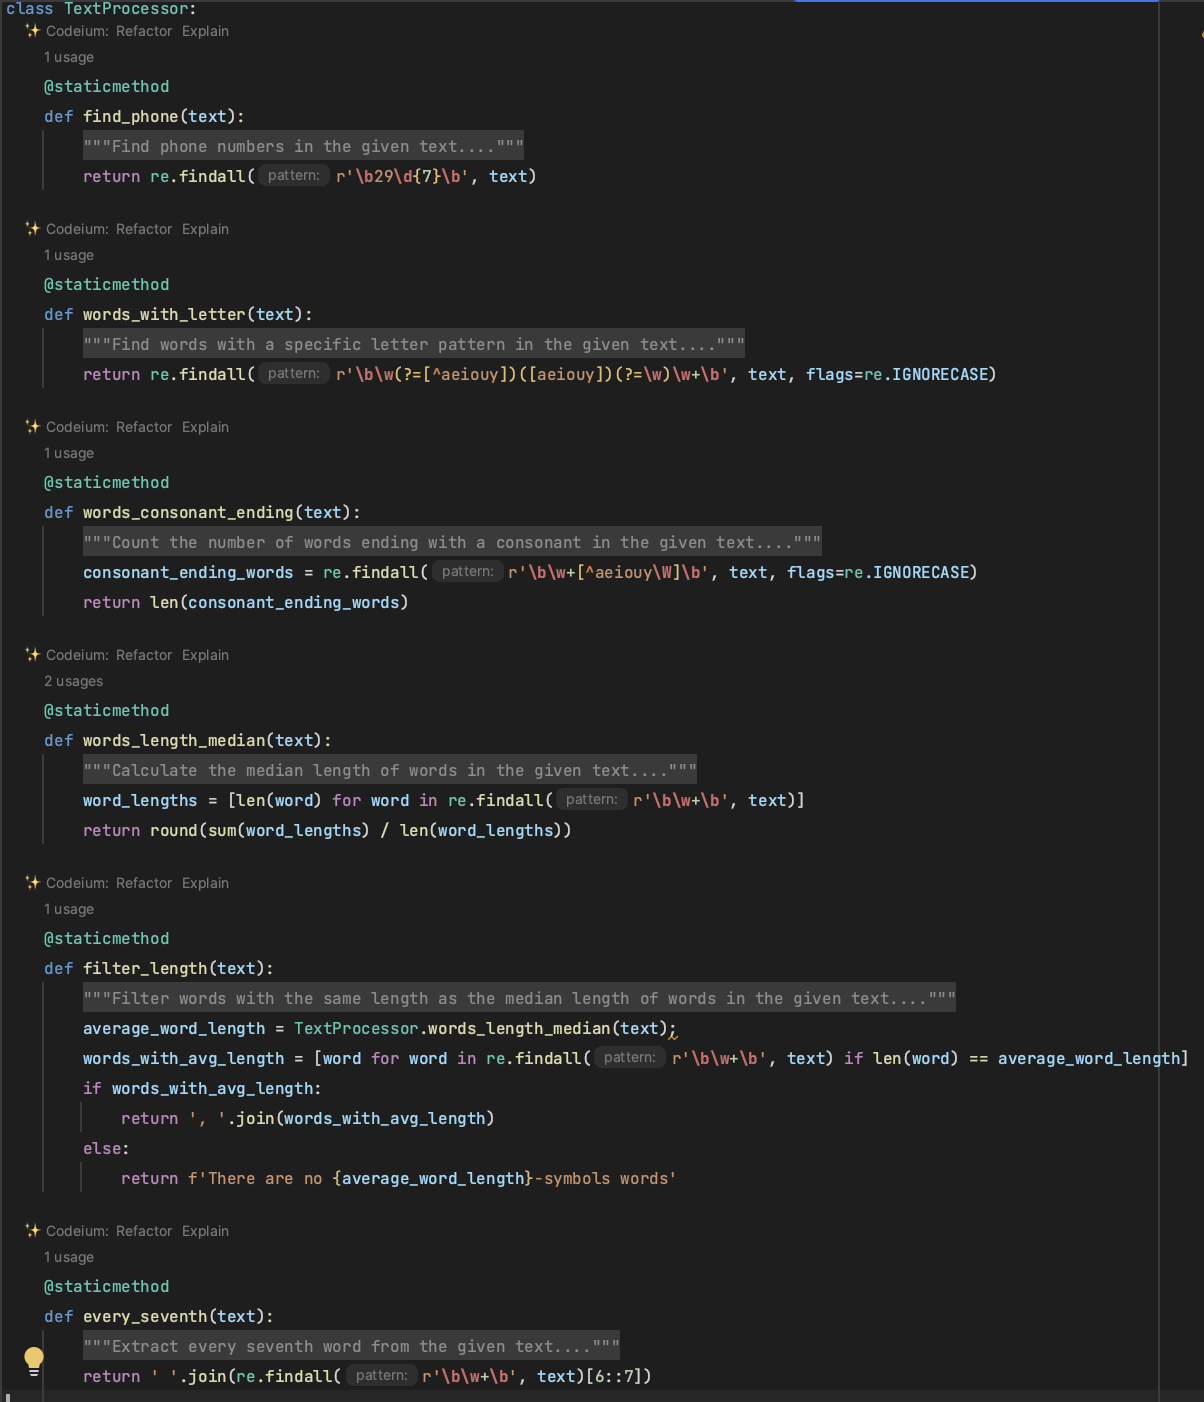 class TextProcessor:
Codeium: Refactor Explain
1 usage
@staticmethod
def find_phone(text):
"""Find phone numbers in the given text...."""
return re.findall( pattern: r'\b29\d{7}\b', text)
Codeium: Refactor Explain
1 usage
@staticmethod
def words_with_letter(text):
"""Find words with a specific letter pattern in the given text...."""
return re.findall( pattern: r'\b\w(?=[^aeiouy])([aeiouy])(?=\w)\w+\b', text, flags=re.IGNORECASE)
Codeium: Refactor Explain
1 usage
@staticmethod
def words_consonant_ending(text):
"""Count the number of words ending with a consonant in the given text...."""
consonant_ending_words = re.findall( pattern: r'\b\w+[^aeiouy\W]\b', text, flags=re.IGNORECASE)
return len(consonant_ending_words)
Codeium: Refactor Explain
2 usages
@staticmethod
def words_length_median(text):
"""Calculate the median length of words in the given text...."""
word_lengths = [len(word) for word in re.findall( pattern: r'\b\w+\b', text)]
return round(sum(word_lengths) / len(word_lengths))
Codeium: Refactor Explain
1 usage
@staticmethod
def filter_length(text):
"""Filter words with the same length as the median length of words in the given text...."""
average_word_length = TextProcessor.words_length_median(text);
words_with_avg_length = [word for word in re.findall( pattern: r'\b\w+\b', text) if len(word) == average_word_length]
if words_with_avg_length:
return ', '.join(words_with_avg_length)
else:
return f'There are no {average_word_length}-symbols words'
Codeium: Refactor Explain
1 usage
@staticmethod
def every_seventh(text):
"""Extract every seventh word from the given text...."""
return ' '.join(re.findall( pattern: r'\b\w+\b', text)[6::7])